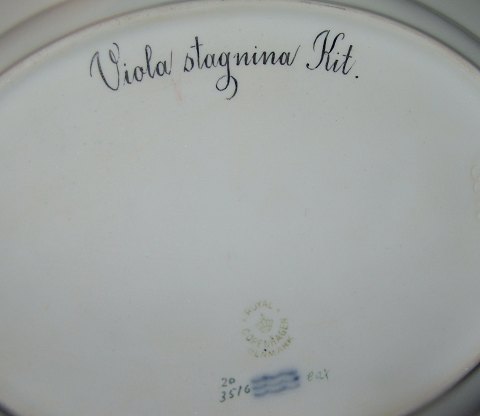 Viola stagnina Kit.
ROYAL
COPENHAGEN
DENMARK
20
3516